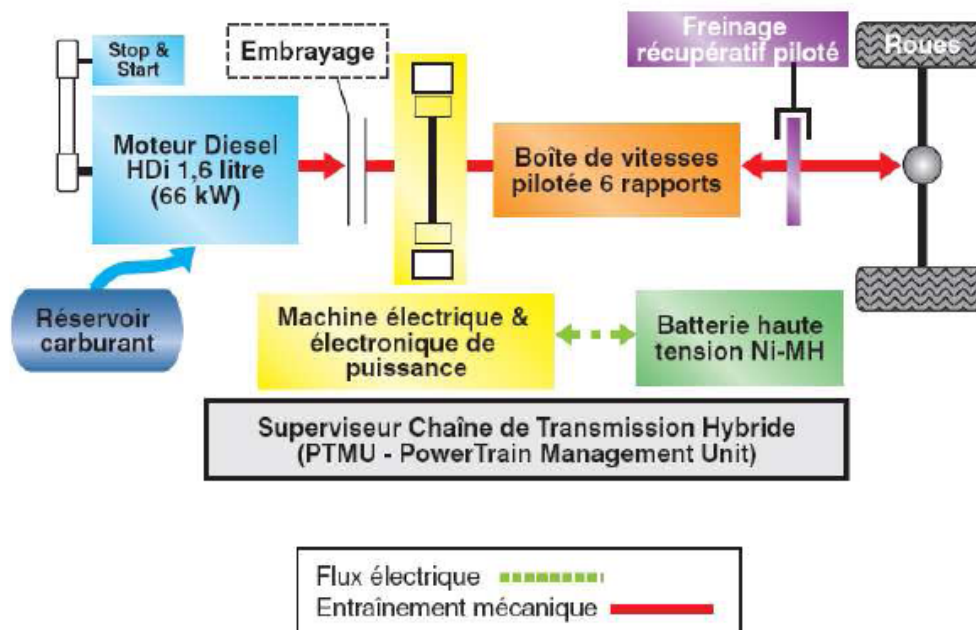 Stop &
Start
Embrayage
Freinage
récupératif piloté
Roues
Moteur Diesel
HDi 1,6 litre
(66 kW)
Boîte de vitesses
pilotée 6 rapports
Réservoir
carburant
Machine électrique &
électronique de
puissance
Batterie haute
tension Ni-MH
Superviseur Chaîne de Transmission Hybride
(PTMU - PowerTrain Management Unit)
Flux électrique
Entraînement mécanique